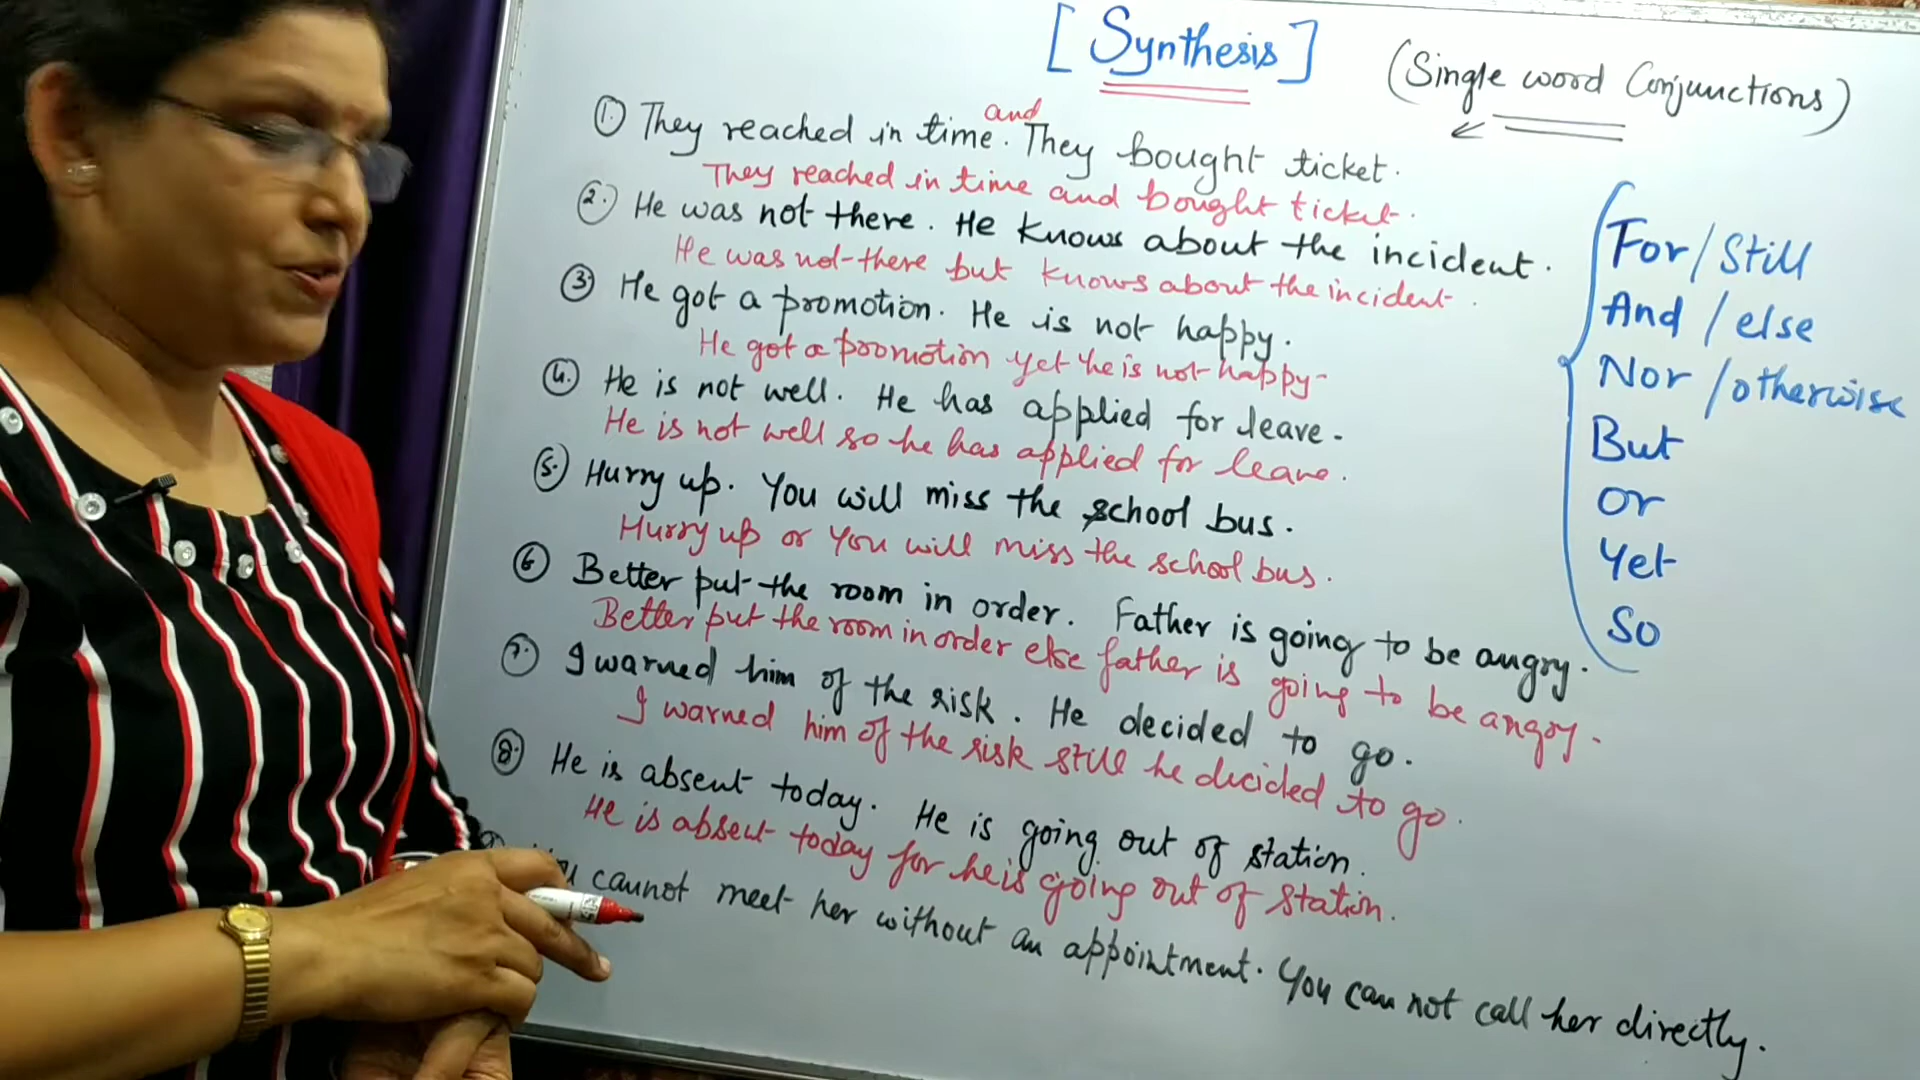 [Synthesis]
(Single word Conjunctions)
and
1. They reached in time. They bought ticket.
They reached in time and bought ticket.
2. He was not there. He knows about the incident.
He was not there but knows about the incident.
3. He got a promotion. He is not happy.
He got a promotion yet he is not happy.
4. He is not well. He has applied for leave.
He is not well so he has applied for leave.
5. Hurry up. You will miss the school bus.
Hurry up or You will miss the school bus.
6 Better put the room in order. Father is going to be angry.
Better put the room in order else father is going to be angry.
7. I warned him of the risk. He decided to go.
I warned him of the risk still he decided to go.
8. He is absent today. He is going out of station.
He is absent today for he is going out of station.
cannot meet her without an appointment. You can not call her directly.
For/Still
And/else
Nor/otherwise
But
or
Yet
So